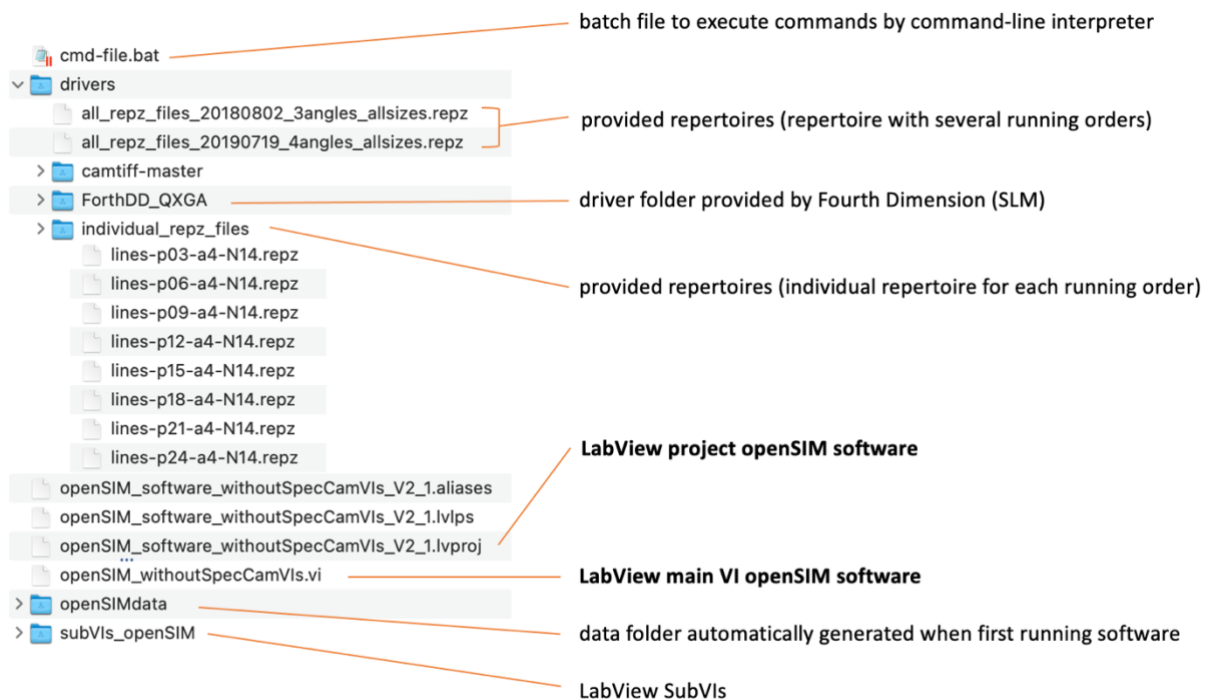 batch file to execute commands by command-line interpreter
cmd-file.bat
drivers
all_repz_files_20180802_3angles_allsizes.repz
provided repertoires (repertoire with several running orders)
all_repz_files_20190719_4angles_allsizes.repz
camtiff-master
ForthDD_QXGA
driver folder provided by Fourth Dimension (SLM)
individual_repz_files
lines-p03-a4-N14.repz
lines-p06-a4-N14.repz
provided repertoires (individual repertoire for each running order)
lines-p09-a4-N14.repz
lines-p12-a4-N14.repz
lines-p15-a4-N14.repz
lines-p18-a4-N14.repz
lines-p21-a4-N14.repz
LabView project openSIM software
lines-p24-a4-N14.repz
openSIM_software_withoutSpecCamVIs_V2_1.aliases
openSIM_software_withoutSpecCamVIs_V2_1.lvlps
openSIM_software_withoutSpecCamVIs_V2_1.lvproj
openSIM_withoutSpecCamVIs.vi
LabView main VI openSIM software
openSIMdata
data folder automatically generated when first running software
subVIs_openSIM
LabView SubVIs